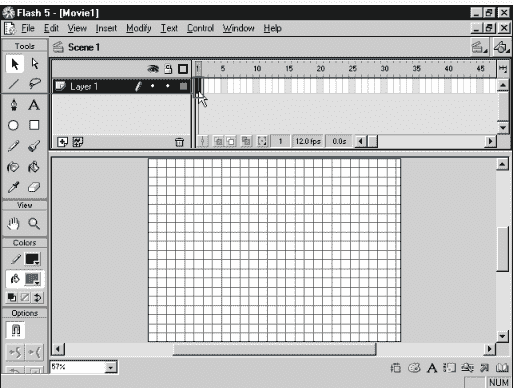 Flash 5 - [Movie1]
File Edit View Insert Modify Text Control Window Help
Tools
Scene 1
1 5 10 15 20 25 30 35 40 45
Layer 1
A
1 12.0 fps 0.0s
View
Colors
Options
57%
A
NUM